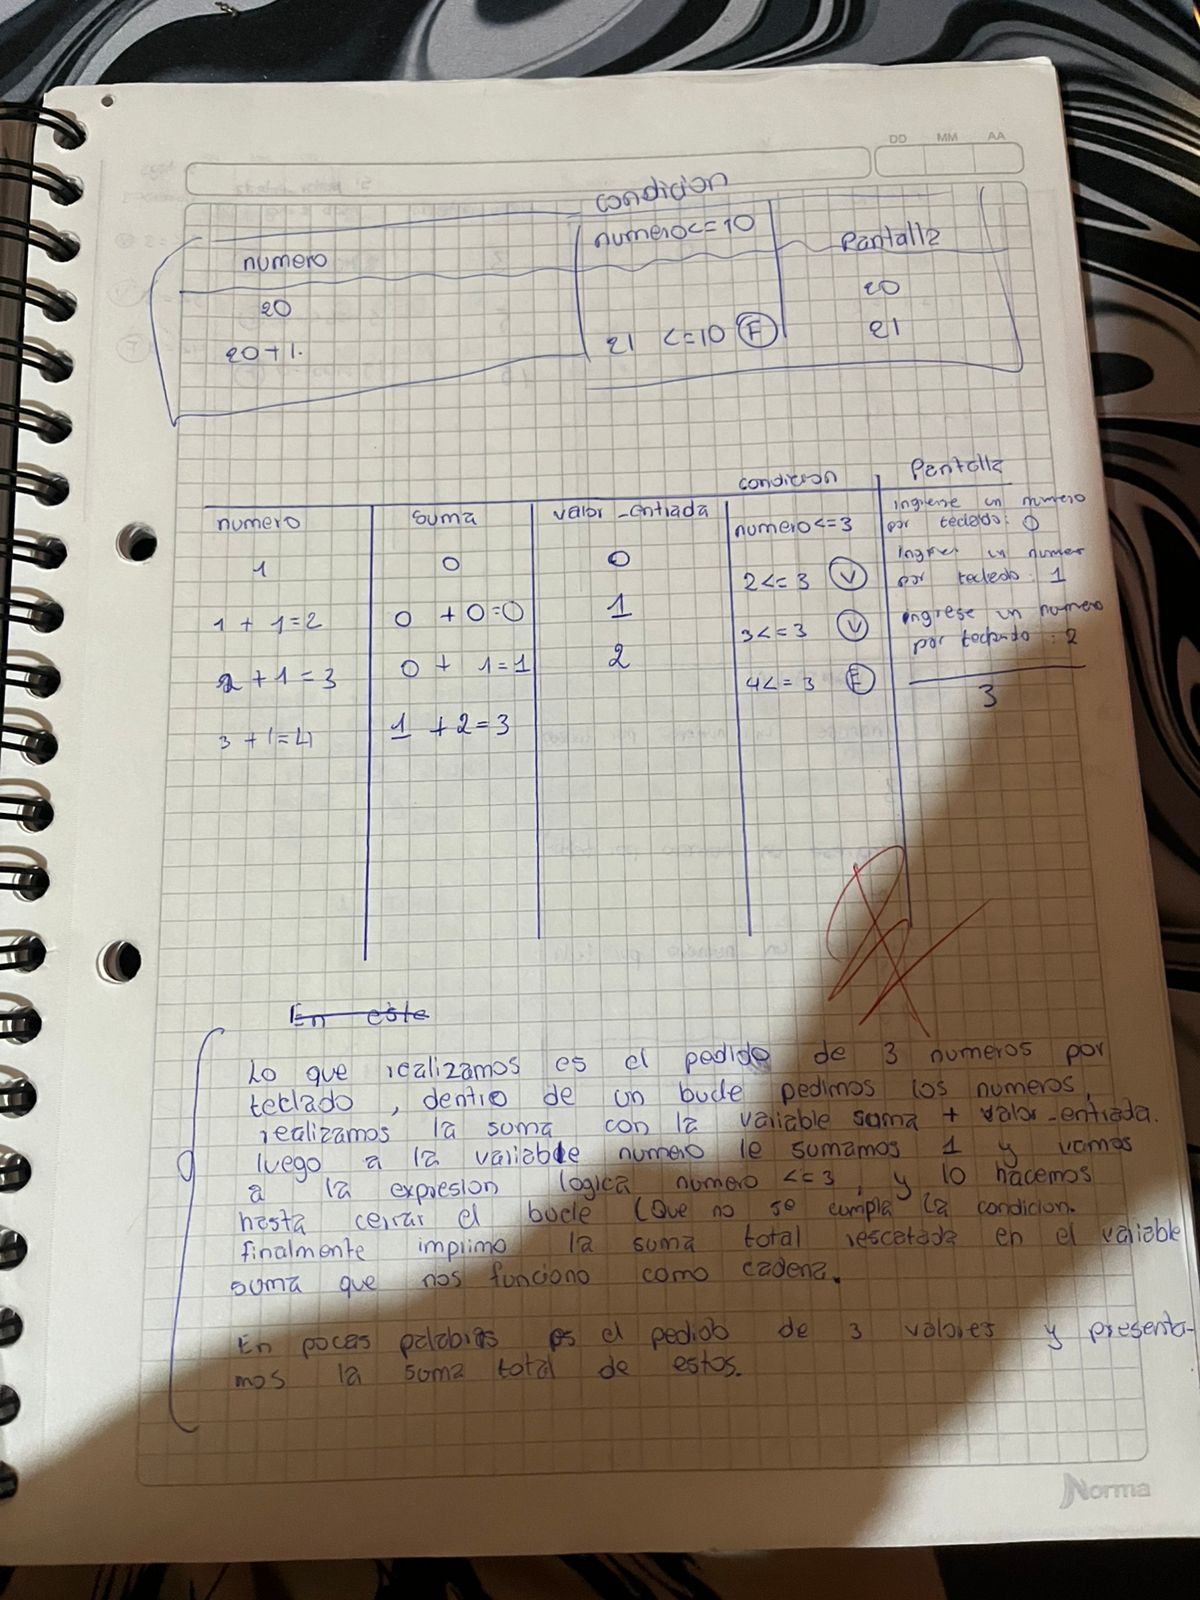 DD MM AA
condicion
numero numero<=10 Pantalla
20 20
20+1. 21 <=10 F 21
condicion Pantalla
numero suma valor_entrada numero<=3 ingrese un numero
por teclado: 0
1 0 0 2<=3 V ingrese un numero
por teclado: 1
1 + 1=2 0 +0=0 1 3<=3 V ingrese un numero
por teclado: 2
2 +1 = 3 0 + 1=1 2 4<=3 F
3 +1=4 1 +2=3 3
En este
Lo que realizamos es el pedido de 3 numeros por
teclado, dentro de un bucle pedimos los numeros,
realizamos la suma con la variable suma + valor_entrada.
luego a la variable numero le sumamos 1 y vamos
a la expresion logica numero <=3, y lo hacemos
hasta cerrar el bucle (Que no se cumpla la condicion.
finalmente imprimo la suma total rescatada en el variable
suma que nos funciono como cadena.
En pocas palabras es el pediob de 3 valores y presenta-
mos la suma total de estos.
Norma